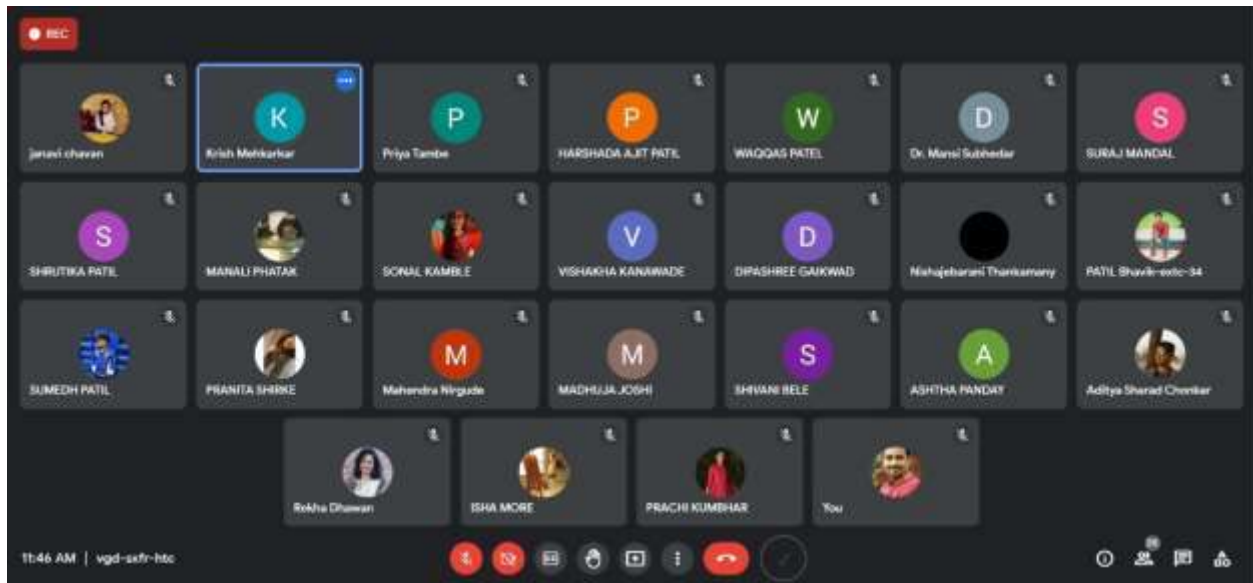 REC
janavi chavan
K
Krish Mehkarkar
P
Priya Tambe
P
HARSHADA AJIT PATIL
W
WAQQAS PATEL
D
Dr. Mansi Subhedar
S
SURAJ MANDAL
S
SHRUTIKA PATIL
MANALI PHATAK
SONAL KAMBLE
V
VISHAKHA KANAWADE
D
DIPASHREE GAIKWAD
Nishajebarani Thankamany
PATIL Bhavik-extc-34
SUMEDH PATIL
PRANITA SHIRKE
M
Mahendra Nirgude
M
MADHUJA JOSHI
S
SHIVANI BELE
A
ASHTHA PANDAY
Aditya Sharad
Rekha Dhawan
ISHA MORE
PRACHI KUMBHAR
You
11:46 AM | vgd-sxfr-htc